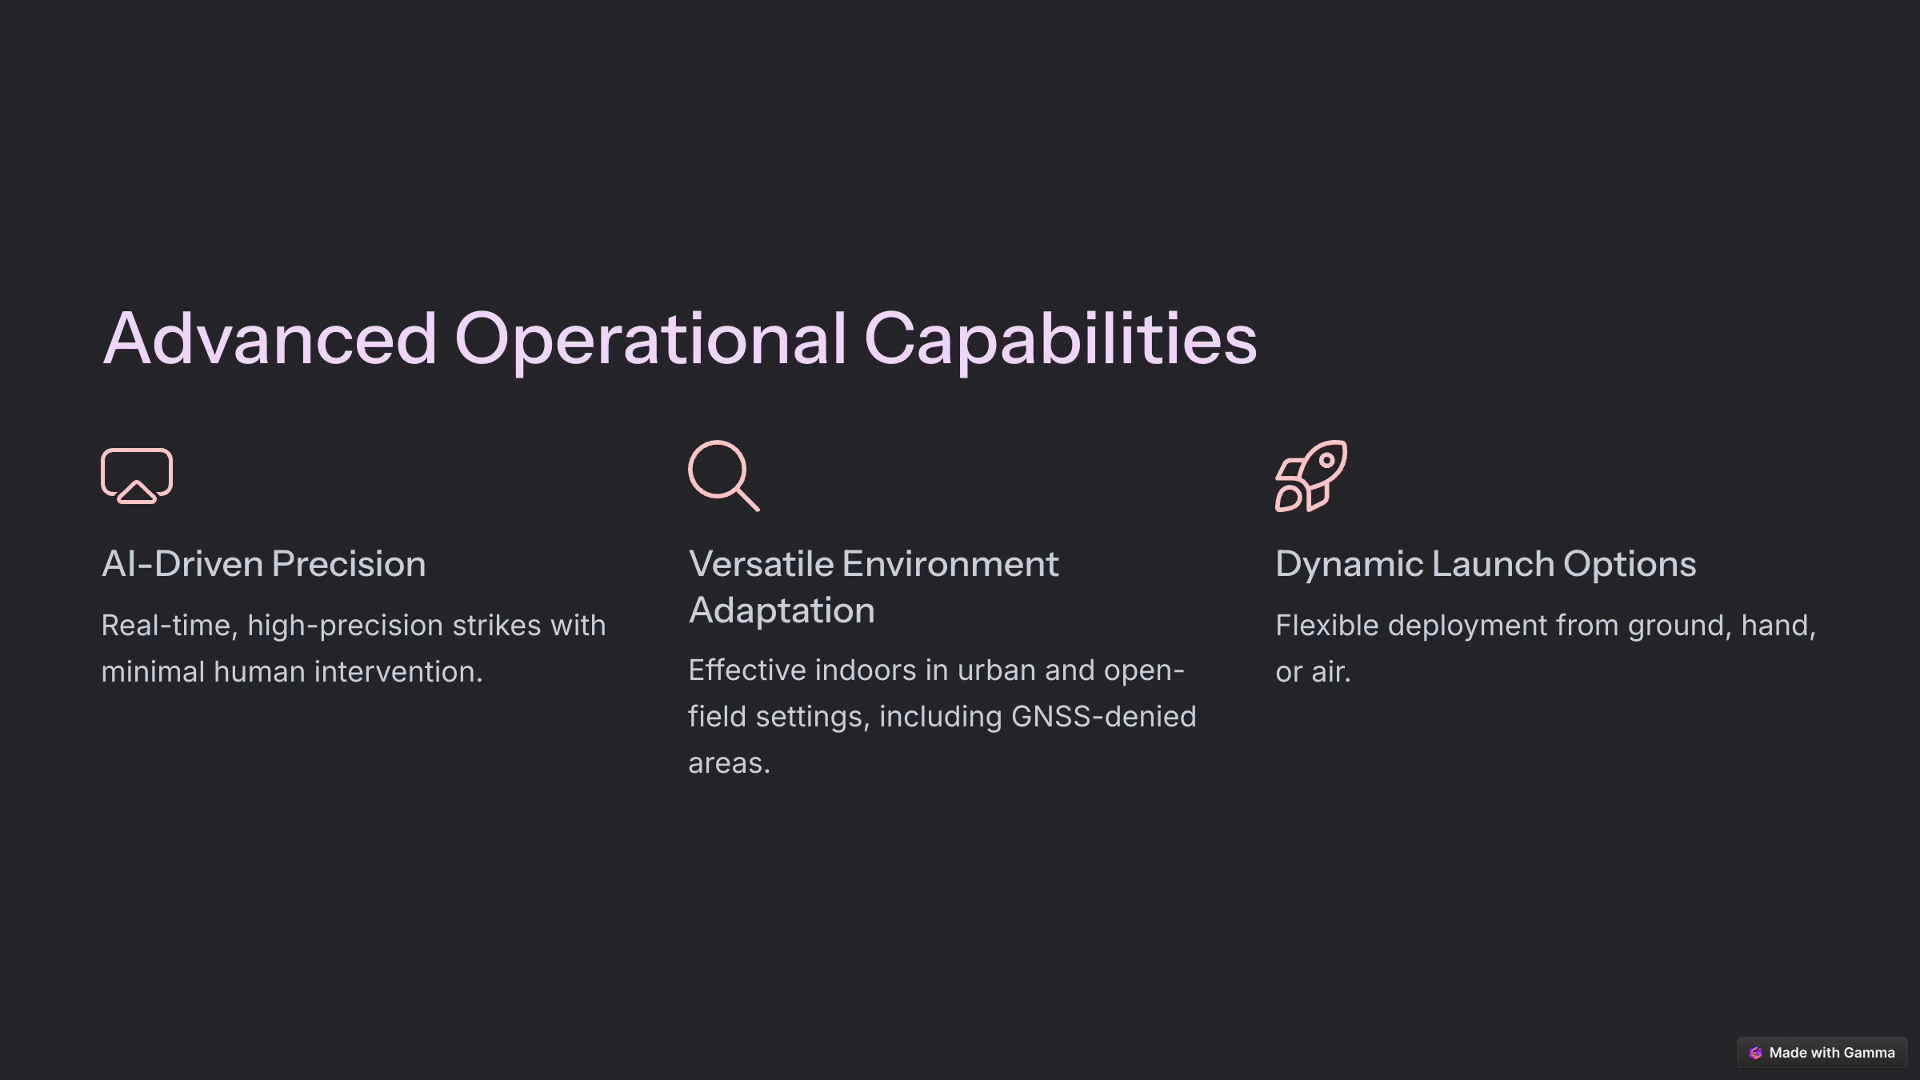 Advanced Operational Capabilities
AI-Driven Precision
Real-time, high-precision strikes with
minimal human intervention.
Versatile Environment
Adaptation
Effective indoors in urban and open-
field settings, including GNSS-denied
areas.
Dynamic Launch Options
Flexible deployment from ground, hand,
or air.
Made with Gamma